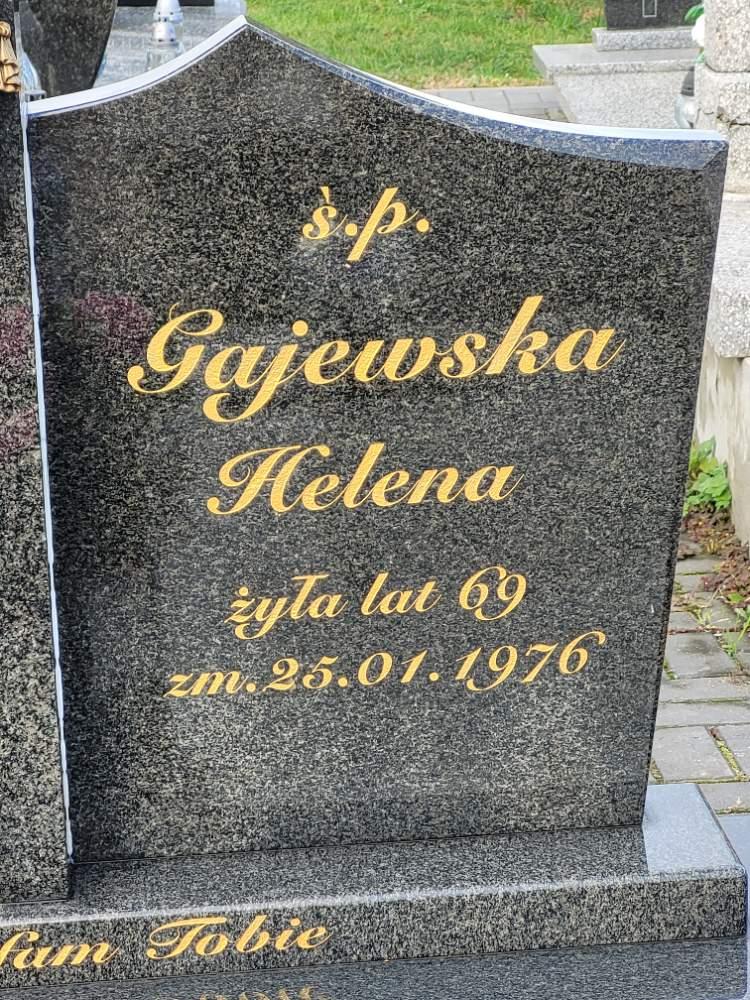 ś.p.
Gajewska
Helena
żyła lat 69
zm.25.01.1976
Tobie